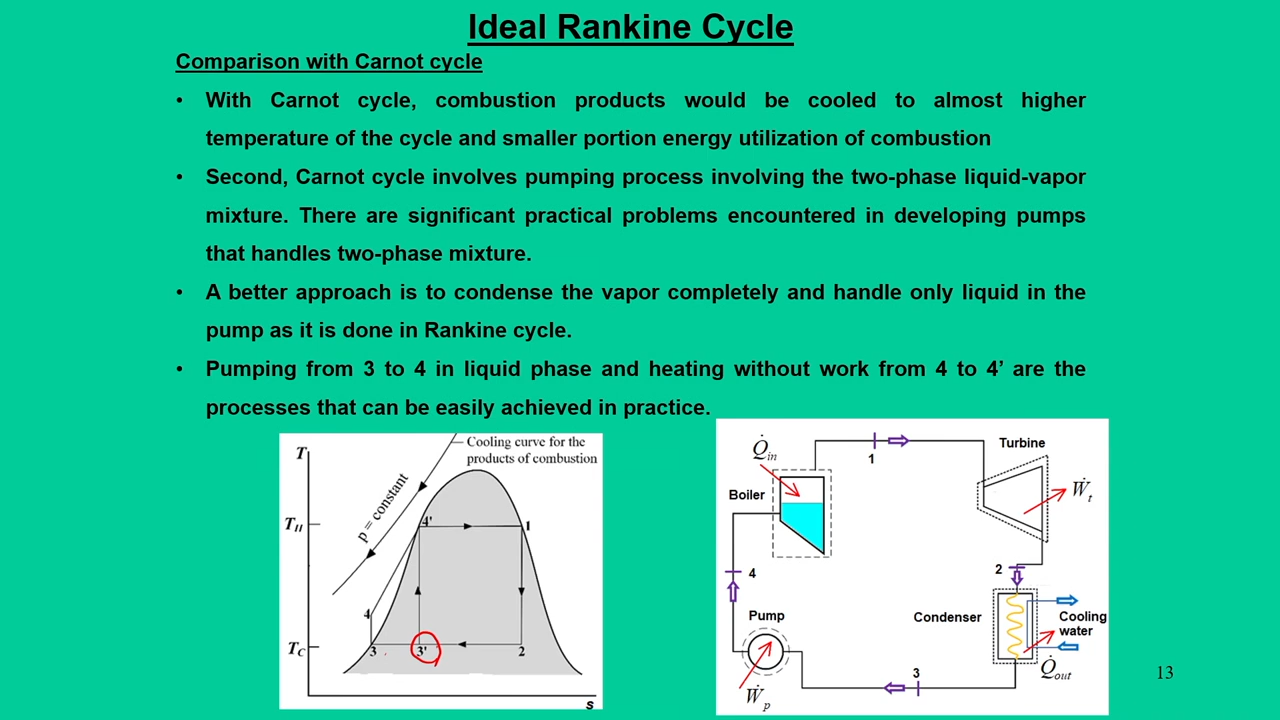 Ideal Rankine Cycle
Comparison with Carnot cycle
• With Carnot cycle, combustion products would be cooled to almost higher
temperature of the cycle and smaller portion energy utilization of combustion
• Second, Carnot cycle involves pumping process involving the two-phase liquid-vapor
mixture. There are significant practical problems encountered in developing pumps
that handles two-phase mixture.
• A better approach is to condense the vapor completely and handle only liquid in the
pump as it is done in Rankine cycle.
• Pumping from 3 to 4 in liquid phase and heating without work from 4 to 4’ are the
processes that can be easily achieved in practice.
T
Cooling curve for the
products of combustion
p = constant
T_H
4'
1
4
T_C
3
3'
2
s
Q̇_in
1
Turbine
Boiler
Ẇ_t
4
2
Pump
Condenser
Cooling
water
3
Q̇_out
Ẇ_p
13